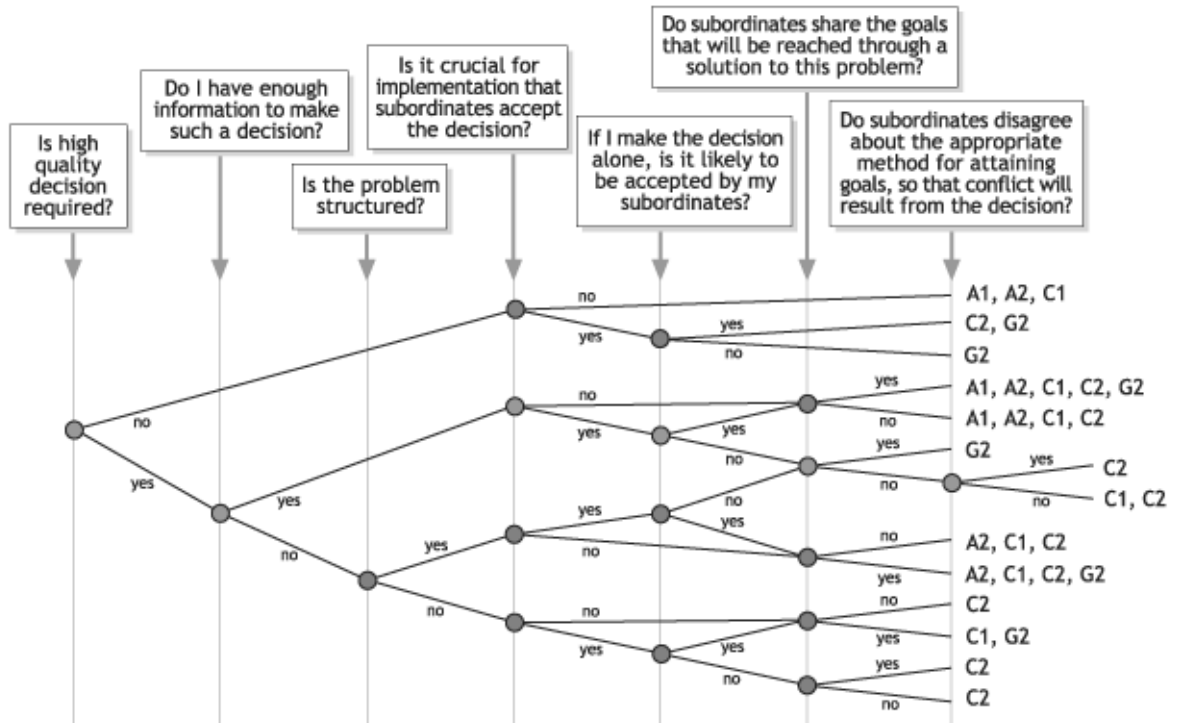 Do subordinates share the goals
that will be reached through a
solution to this problem?
Is it crucial for
implementation that
subordinates accept
the decision?
Do I have enough
information to make
such a decision?
If I make the decision
alone, is it likely to
be accepted by my
subordinates?
Do subordinates disagree
about the appropriate
method for attaining
goals, so that conflict will
result from the decision?
Is high
quality
decision
required?
Is the problem
structured?
no
A1, A2, C1
yes
yes
C2, G2
no
G2
no
yes
A1, A2, C1, C2, G2
no
yes
yes
no
A1, A2, C1, C2
no
yes
G2
yes
yes
no
yes
C2
no
C1, C2
no
yes
yes
no
yes
no
no
A2, C1, C2
yes
A2, C1, C2, G2
no
no
no
C2
yes
yes
yes
C1, G2
no
yes
C2
no
C2